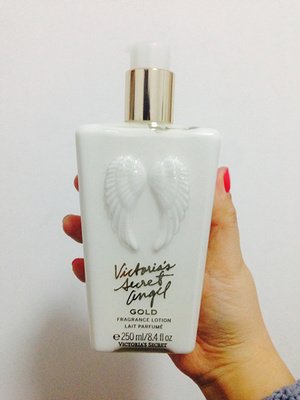 Victoria's
Secret
angel
GOLD
FRAGRANCE LOTION
LAIT PARFUMÉ
e 250 ml/8.4 fl oz
VICTORIA'S SECRET